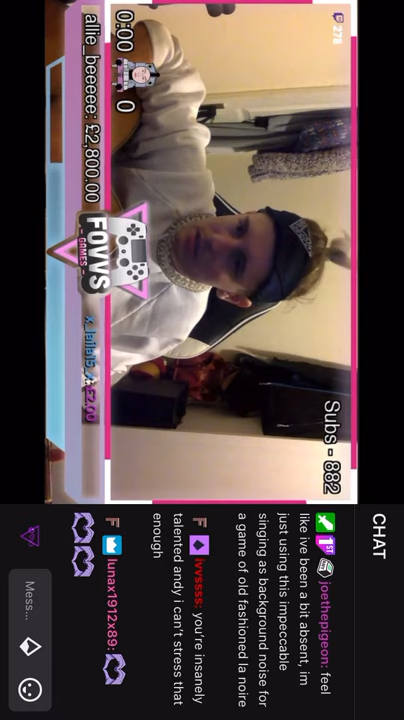 278
Subs - 882
0:00
0
allie_beeeee: £2,800.00
FOVVS
- GAMES -
£2.00
CHAT
1ST joethepigeon: feel
like ive been a bit absent, im
just using this impeccable
singing as background noise for
a game of old fashioned la noire
ivvssss: you're insanely
talented andy i can't stress that
enough
lunax1912x89:
Mess...